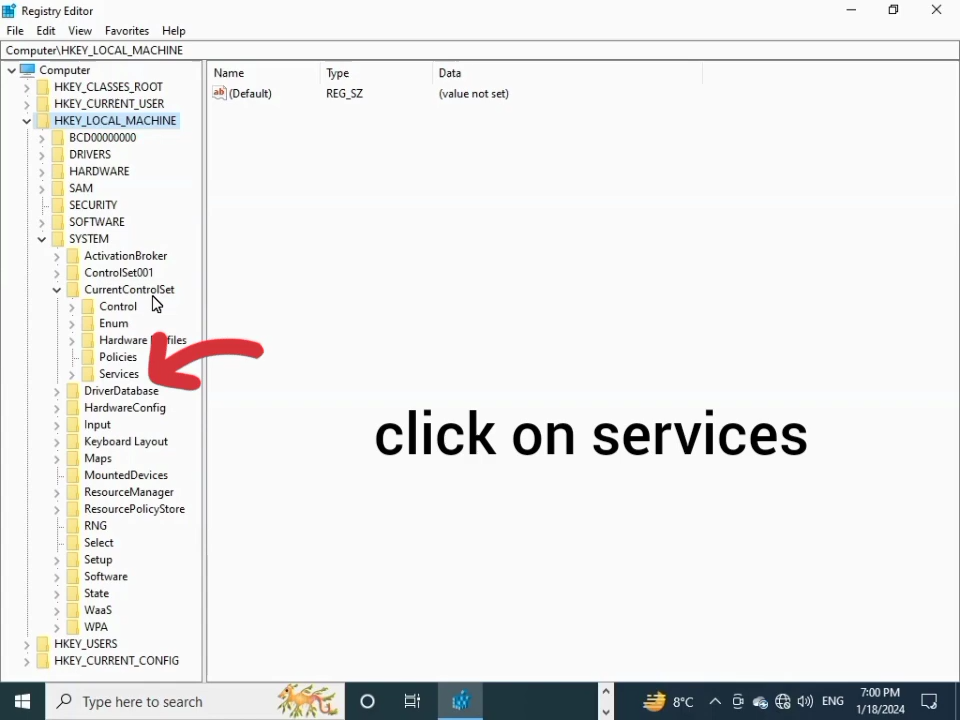 Registry Editor
File Edit View Favorites Help
Computer\HKEY_LOCAL_MACHINE
Computer
HKEY_CLASSES_ROOT
HKEY_CURRENT_USER
HKEY_LOCAL_MACHINE
BCD00000000
DRIVERS
HARDWARE
SAM
SECURITY
SOFTWARE
SYSTEM
ActivationBroker
ControlSet001
CurrentControlSet
Control
Enum
Hardware Profiles
Policies
Services
DriverDatabase
HardwareConfig
Input
Keyboard Layout
Maps
MountedDevices
ResourceManager
ResourcePolicyStore
RNG
Select
Setup
Software
State
WaaS
WPA
HKEY_USERS
HKEY_CURRENT_CONFIG
Name Type Data
ab (Default) REG_SZ (value not set)
click on services
Type here to search
8°C
ENG
7:00 PM
1/18/2024